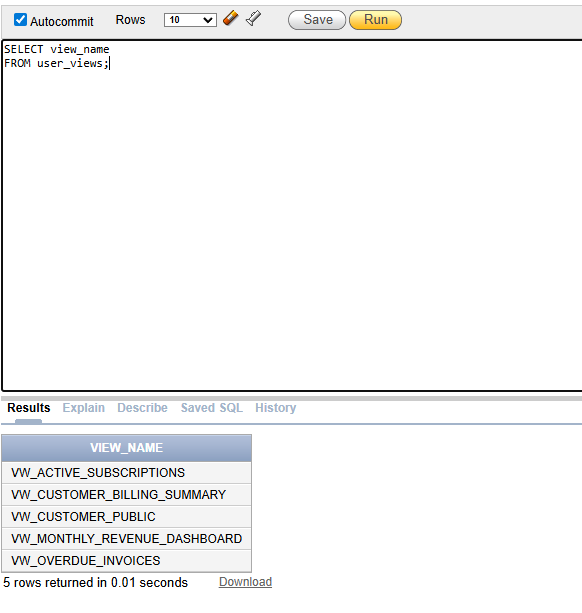 Autocommit Rows 10 Save Run
SELECT view_name
FROM user_views;
Results Explain Describe Saved SQL History
VIEW_NAME
VW_ACTIVE_SUBSCRIPTIONS
VW_CUSTOMER_BILLING_SUMMARY
VW_CUSTOMER_PUBLIC
VW_MONTHLY_REVENUE_DASHBOARD
VW_OVERDUE_INVOICES
5 rows returned in 0.01 seconds Download